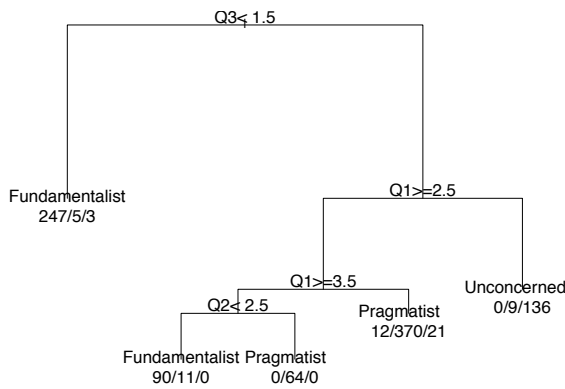 Q3< 1.5
Fundamentalist
247/5/3
Q1>=2.5
Q1>=3.5
Unconcerned
0/9/136
Q2< 2.5
Pragmatist
12/370/21
Fundamentalist
90/11/0
Pragmatist
0/64/0